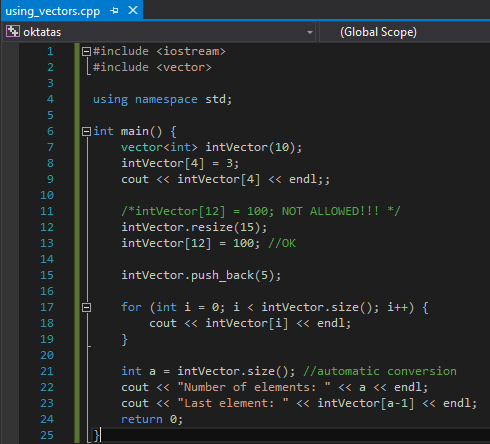 using_vectors.cpp
oktatas (Global Scope)
1 #include <iostream>
2 #include <vector>
3
4 using namespace std;
5
6 int main() {
7 vector<int> intVector(10);
8 intVector[4] = 3;
9 cout << intVector[4] << endl;;
10
11 /*intVector[12] = 100; NOT ALLOWED!!! */
12 intVector.resize(15);
13 intVector[12] = 100; //OK
14
15 intVector.push_back(5);
16
17 for (int i = 0; i < intVector.size(); i++) {
18 cout << intVector[i] << endl;
19 }
20
21 int a = intVector.size(); //automatic conversion
22 cout << "Number of elements: " << a << endl;
23 cout << "Last element: " << intVector[a-1] << endl;
24 return 0;
25 }